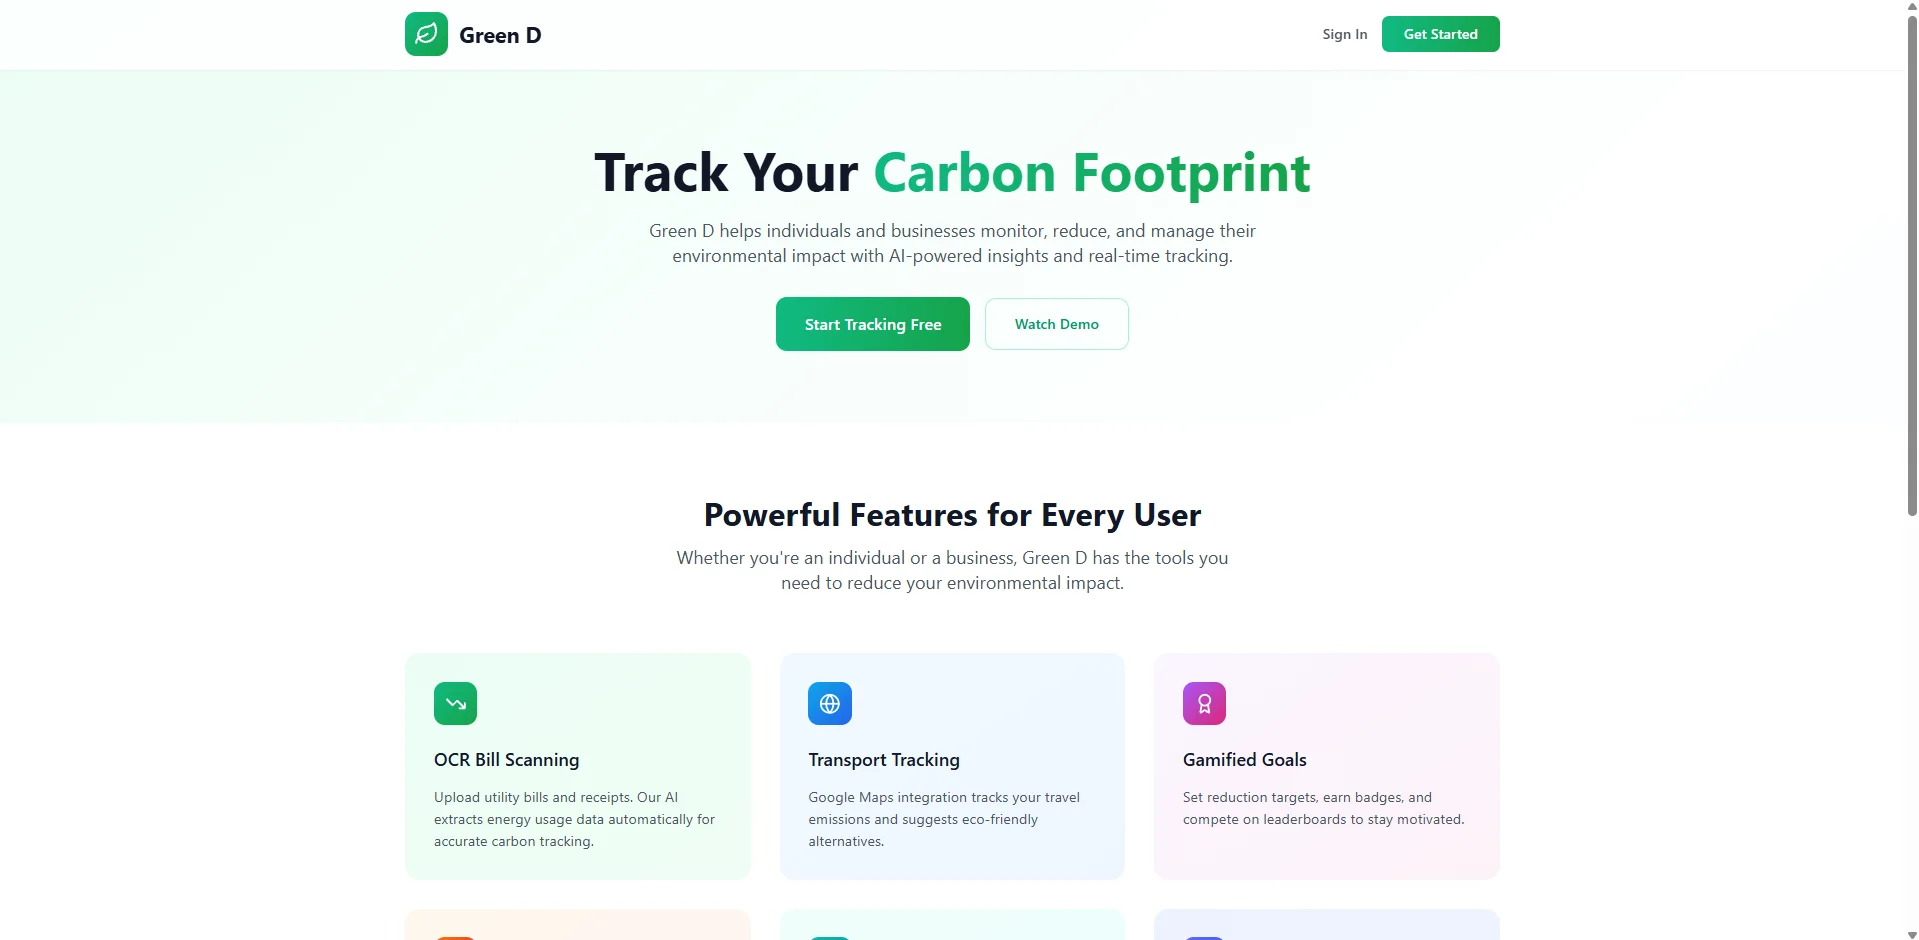 Green D
Sign In
Get Started
Track Your Carbon Footprint
Green D helps individuals and businesses monitor, reduce, and manage their
environmental impact with AI-powered insights and real-time tracking.
Start Tracking Free
Watch Demo
Powerful Features for Every User
Whether you're an individual or a business, Green D has the tools you
need to reduce your environmental impact.
OCR Bill Scanning
Upload utility bills and receipts. Our AI
extracts energy usage data automatically for
accurate carbon tracking.
Transport Tracking
Google Maps integration tracks your travel
emissions and suggests eco-friendly
alternatives.
Gamified Goals
Set reduction targets, earn badges, and
compete on leaderboards to stay motivated.